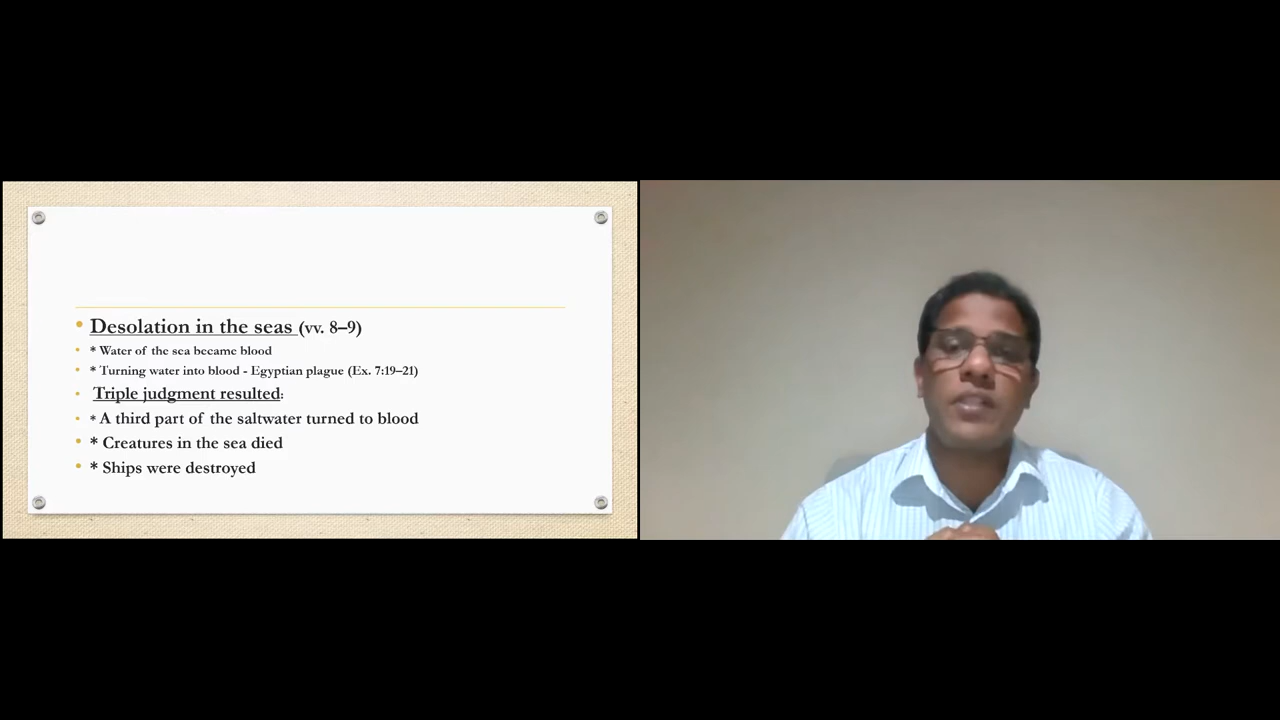 Desolation in the seas (vv. 8–9)
* Water of the sea became blood
* Turning water into blood - Egyptian plague (Ex. 7:19–21)
Triple judgment resulted:
* A third part of the saltwater turned to blood
* Creatures in the sea died
* Ships were destroyed